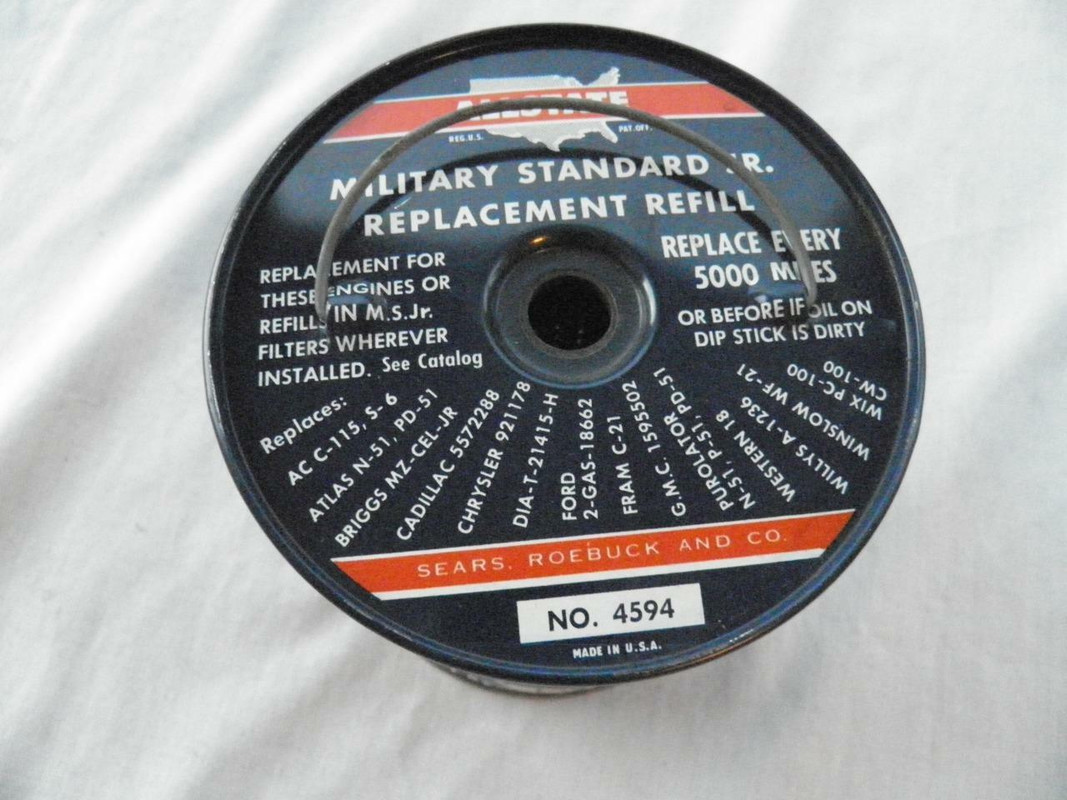 ALLSTATE
REG. U.S. PAT. OFF.
MILITARY STANDARD JR.
REPLACEMENT REFILL
REPLACEMENT FOR
THESE ENGINES OR
REFILLS IN M.S.Jr.
FILTERS WHEREVER
INSTALLED. See Catalog
REPLACE EVERY
5000 MILES
OR BEFORE IF OIL ON
DIP STICK IS DIRTY
Replaces:
AC C-115, S-6
ATLAS N-51, PD-51
BRIGGS MZ-CEL-JR
CADILLAC 5572288
CHRYSLER 921178
DIA-T-21415-H
FORD
2-GAS-18662
FRAM C-21
G.M.C. 1595502
PUROLATOR
N-51, P-51, PD-51
WESTERN 18
WILLYS A-1236
WINSLOW WF-21
WIX PC-100
CW-100
SEARS, ROEBUCK AND CO.
NO. 4594
MADE IN U.S.A.